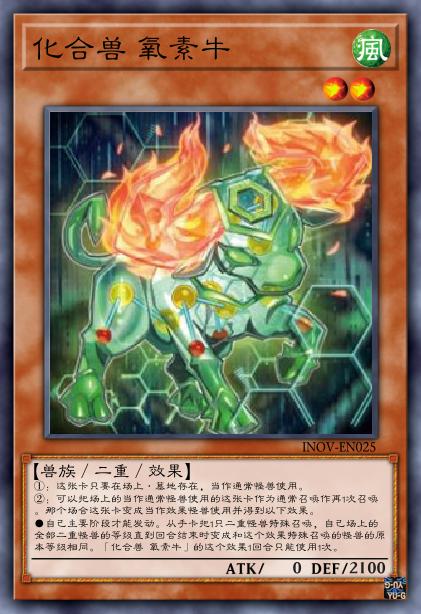 化合兽 氧素牛
風
INOV-EN025
【兽族／二重／效果】
①：这张卡只要在场上·墓地存在，当作通常怪兽使用。
②：可以把场上的当作通常怪兽使用的这张卡作为通常召唤作再1次召唤
。那个场合这张卡变成当作效果怪兽使用并得到以下效果。
●自己主要阶段才能发动。从手卡把1只二重怪兽特殊召唤，自己场上的
全部二重怪兽的等级直到回合结束时变成和这个效果特殊召唤的怪兽的原
本等级相同。「化合兽 氧素牛」的这个效果1回合只能使用1次。
ATK/ 0 DEF/2100
YU-G